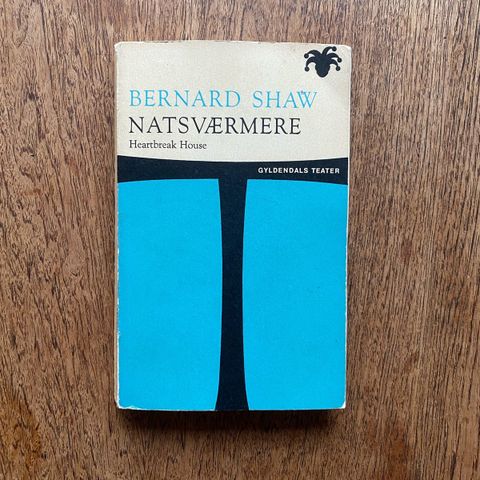 BERNARD SHAW
NATSVÆRMERE
Heartbreak House
GYLDENDALS TEATER